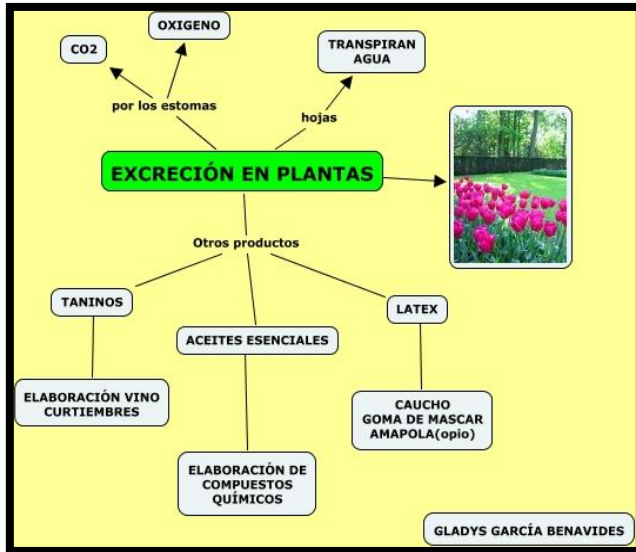 OXIGENO
CO2
TRANSPIRAN
AGUA
por los estomas
hojas
EXCRECIÓN EN PLANTAS
Otros productos
TANINOS
LATEX
ACEITES ESENCIALES
ELABORACIÓN VINO
CURTIEMBRES
CAUCHO
GOMA DE MASCAR
AMAPOLA(opio)
ELABORACIÓN DE
COMPUESTOS
QUÍMICOS
GLADYS GARCÍA BENAVIDES